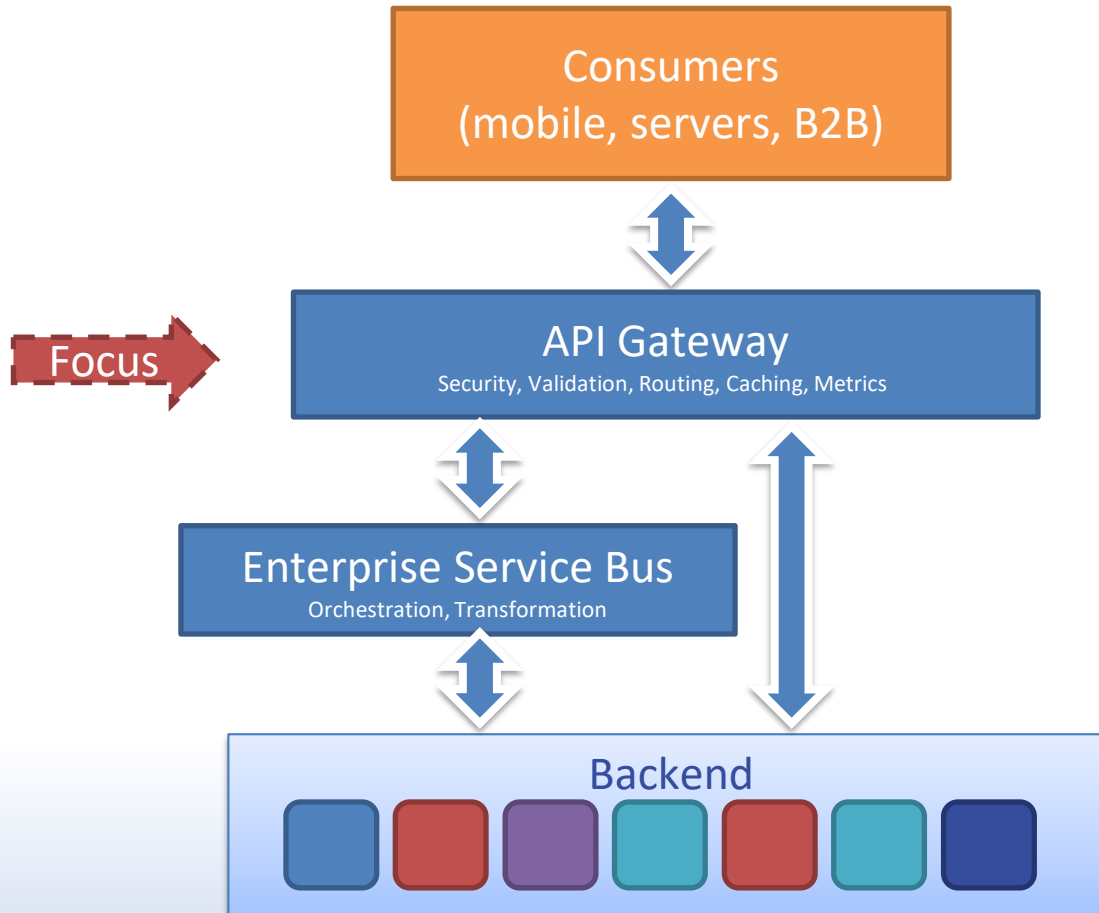 Consumers
(mobile, servers, B2B)
API Gateway
Security, Validation, Routing, Caching, Metrics
Focus
Enterprise Service Bus
Orchestration, Transformation
Backend